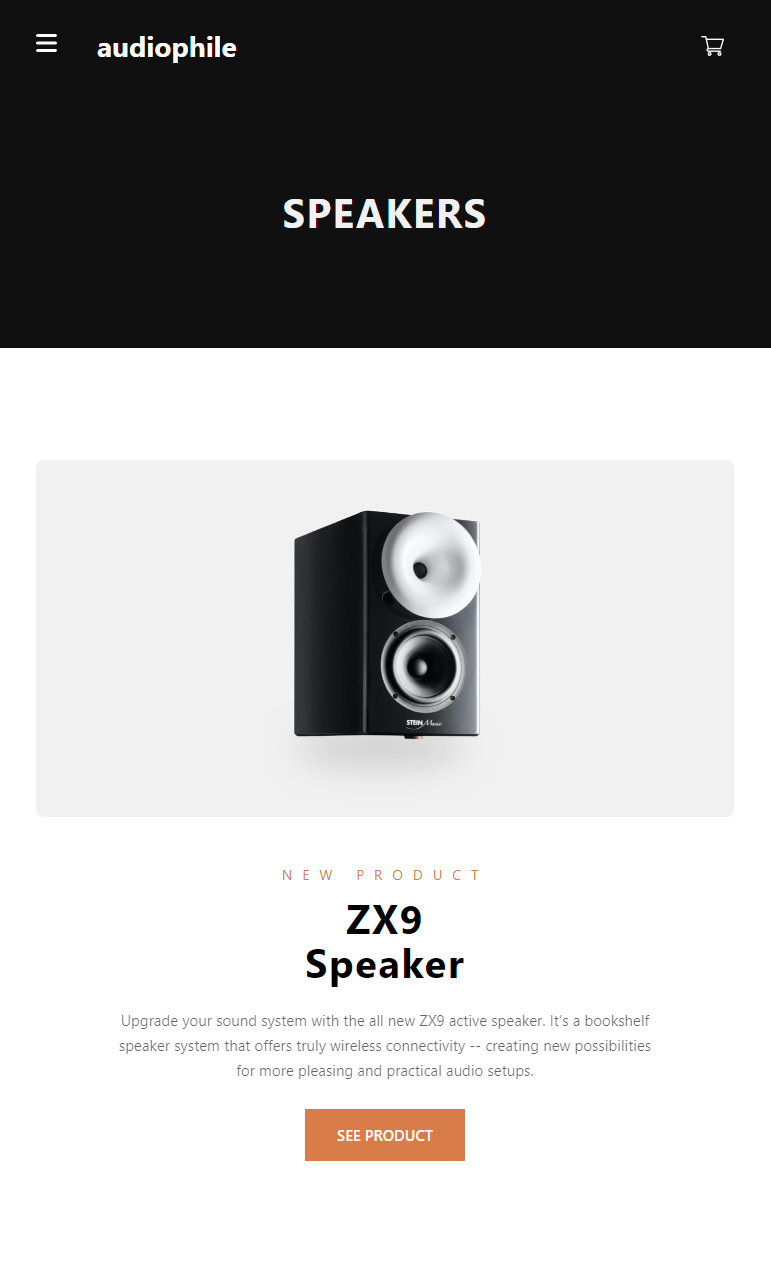 audiophile
SPEAKERS
STEIN Music
NEW PRODUCT
ZX9
Speaker
Upgrade your sound system with the all new ZX9 active speaker. It's a bookshelf
speaker system that offers truly wireless connectivity -- creating new possibilities
for more pleasing and practical audio setups.
SEE PRODUCT